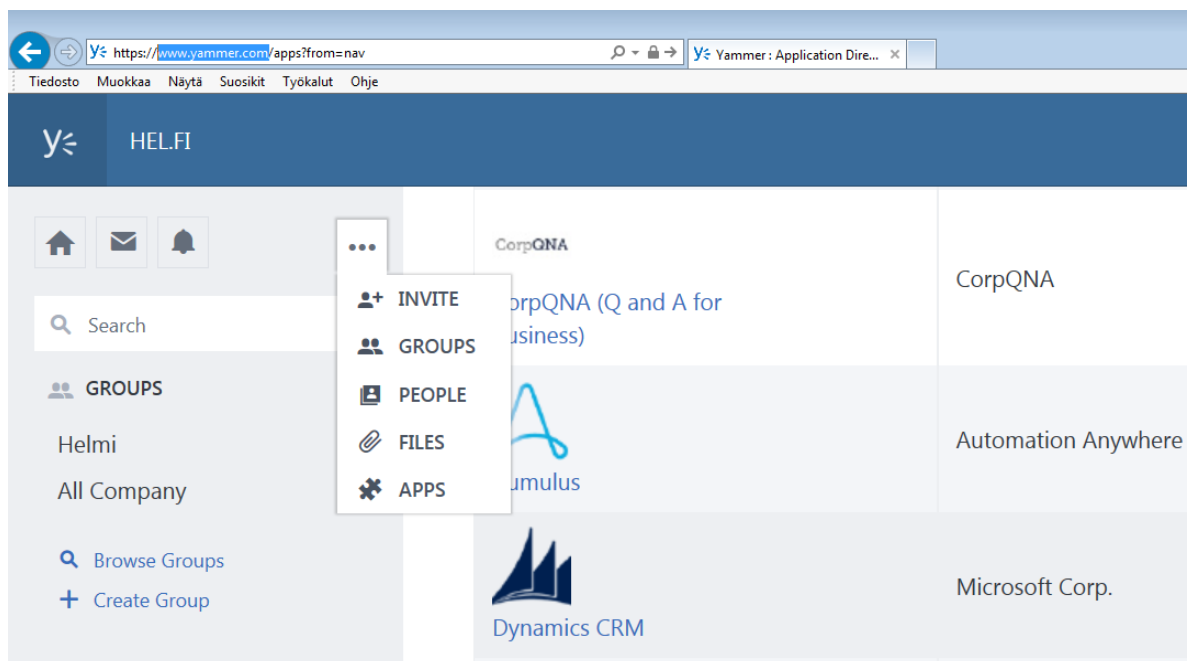 https://www.yammer.com/apps?from=nav
Yammer : Application Dire...
Tiedosto Muokkaa Näytä Suosikit Työkalut Ohje
HEL.FI
INVITE
GROUPS
PEOPLE
FILES
APPS
Search
GROUPS
Helmi
All Company
Browse Groups
Create Group
CorpQNA
orpQNA (Q and A for
usiness)
CorpQNA
umulus
Automation Anywhere
Dynamics CRM
Microsoft Corp.